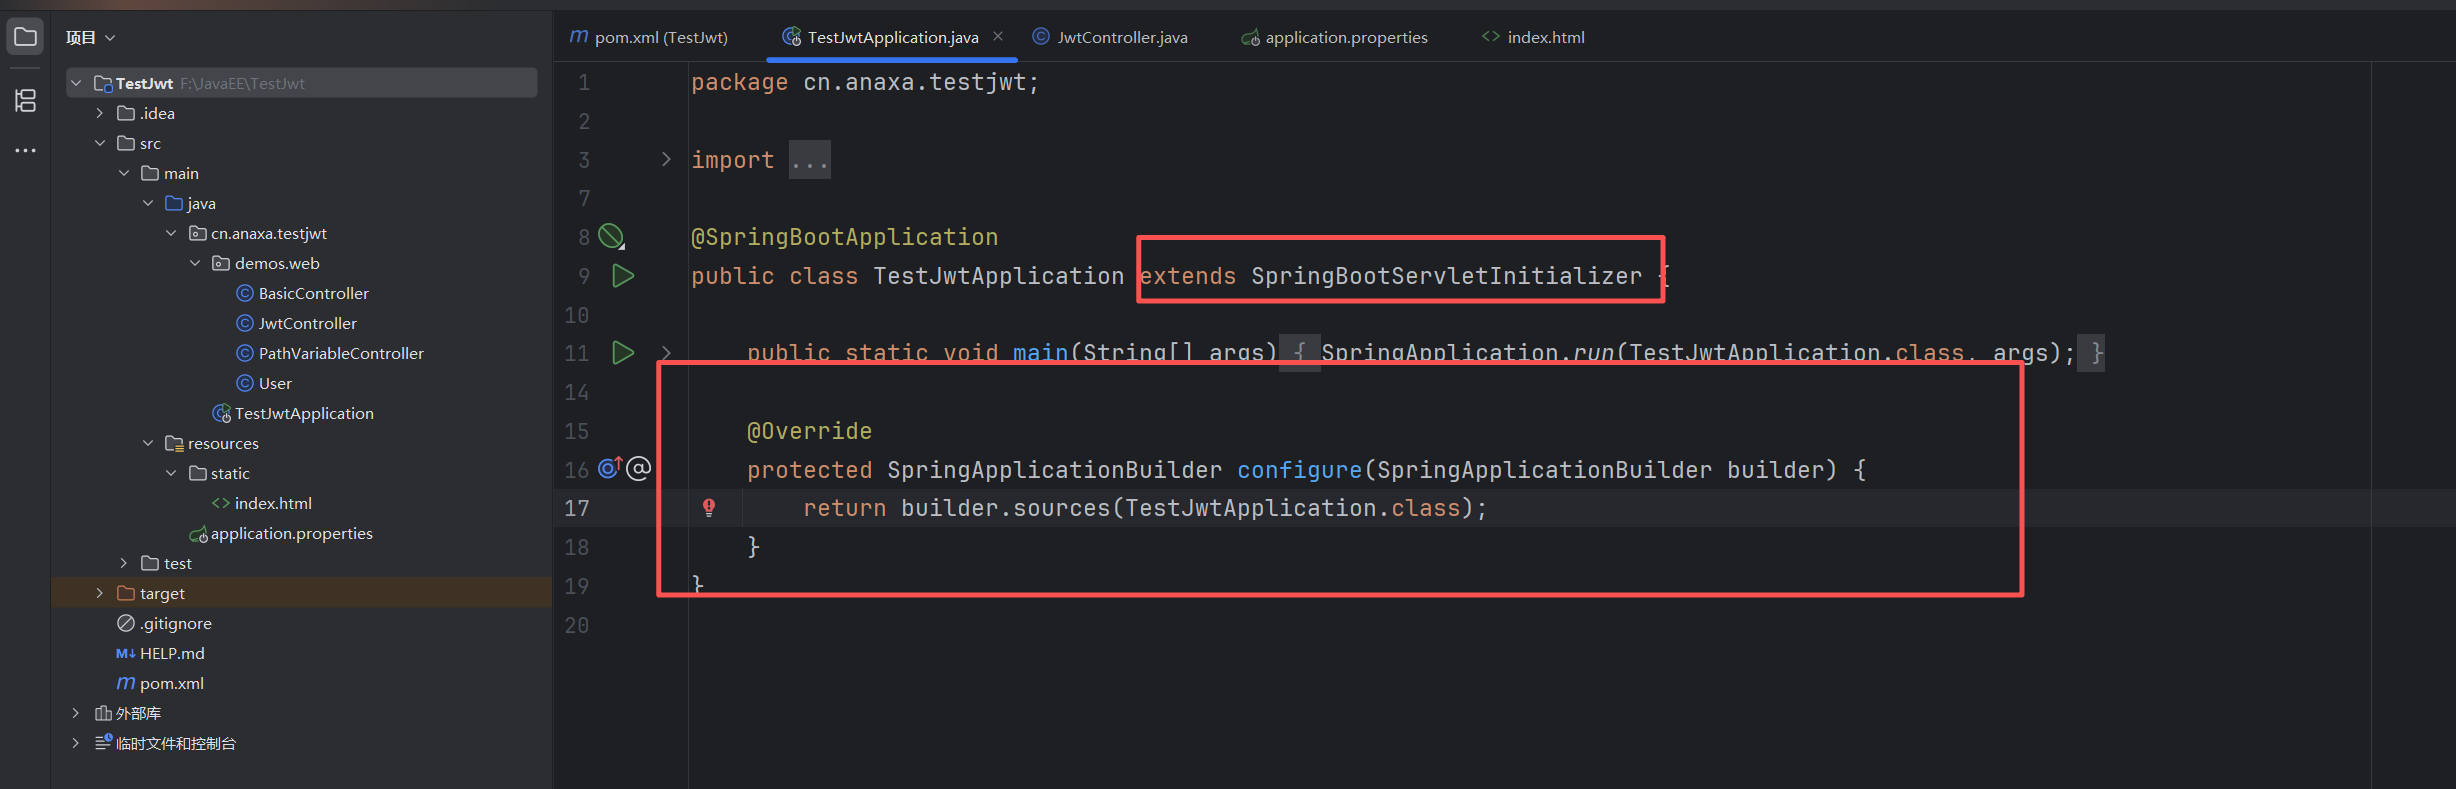 项目
pom.xml (TestJwt)
TestJwtApplication.java
JwtController.java
application.properties
index.html
TestJwt F:\JavaEE\TestJwt
.idea
src
main
java
cn.anaxa.testjwt
demos.web
BasicController
JwtController
PathVariableController
User
TestJwtApplication
resources
static
index.html
application.properties
test
target
.gitignore
HELP.md
pom.xml
外部库
临时文件和控制台
1 package cn.anaxa.testjwt;
2
3 import ...
7
8 @SpringBootApplication
9 public class TestJwtApplication extends SpringBootServletInitializer {
10
11 public static void main(String[] args) { SpringApplication.run(TestJwtApplication.class, args); }
14
15 @Override
16 protected SpringApplicationBuilder configure(SpringApplicationBuilder builder) {
17 return builder.sources(TestJwtApplication.class);
18 }
19 }
20